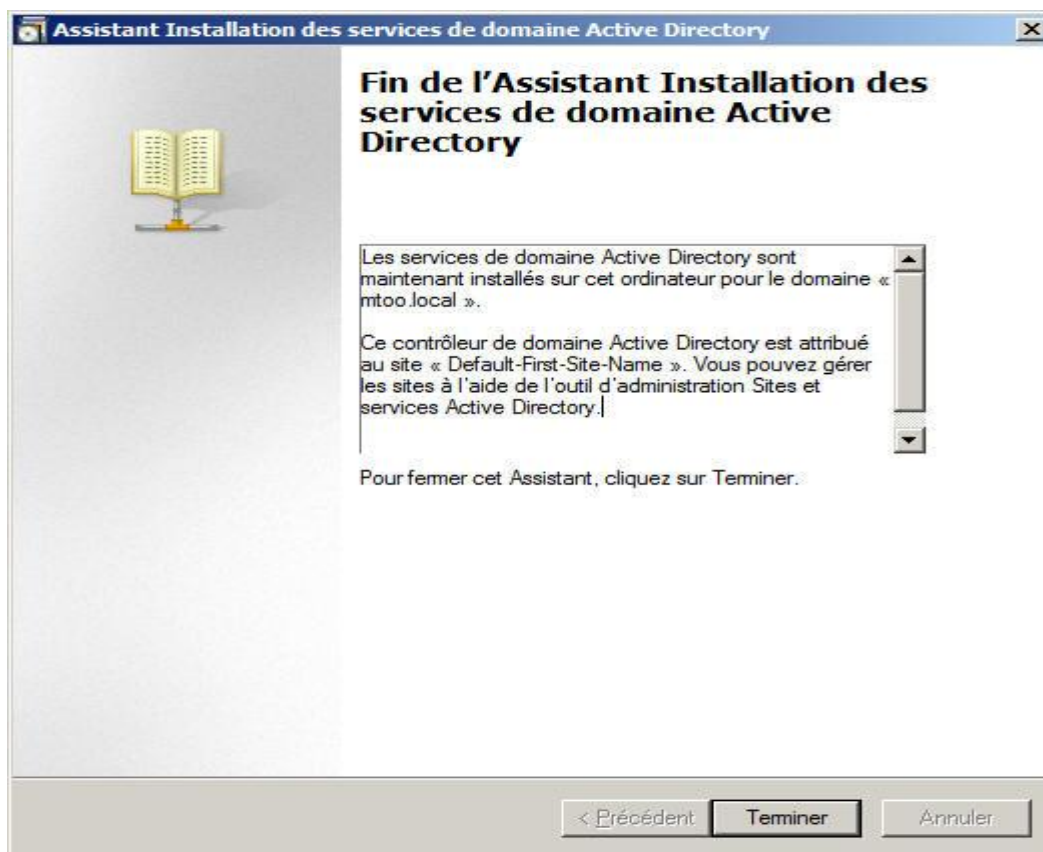 Assistant Installation des services de domaine Active Directory
Fin de l'Assistant Installation des
services de domaine Active
Directory
Les services de domaine Active Directory sont
maintenant installés sur cet ordinateur pour le domaine «
mtoo.local ».
Ce contrôleur de domaine Active Directory est attribué
au site « Default-First-Site-Name ». Vous pouvez gérer
les sites à l'aide de l'outil d'administration Sites et
services Active Directory.
Pour fermer cet Assistant, cliquez sur Terminer.
< Précédent Terminer Annuler